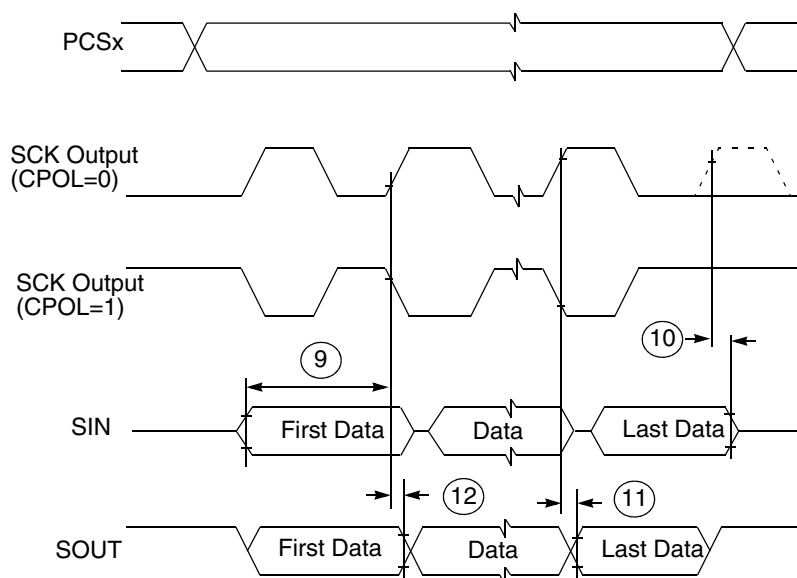 PCSx
SCK Output
(CPOL=0)
SCK Output
(CPOL=1)
10
9
SIN
First Data
Data
Last Data
12
11
SOUT
First Data
Data
Last Data